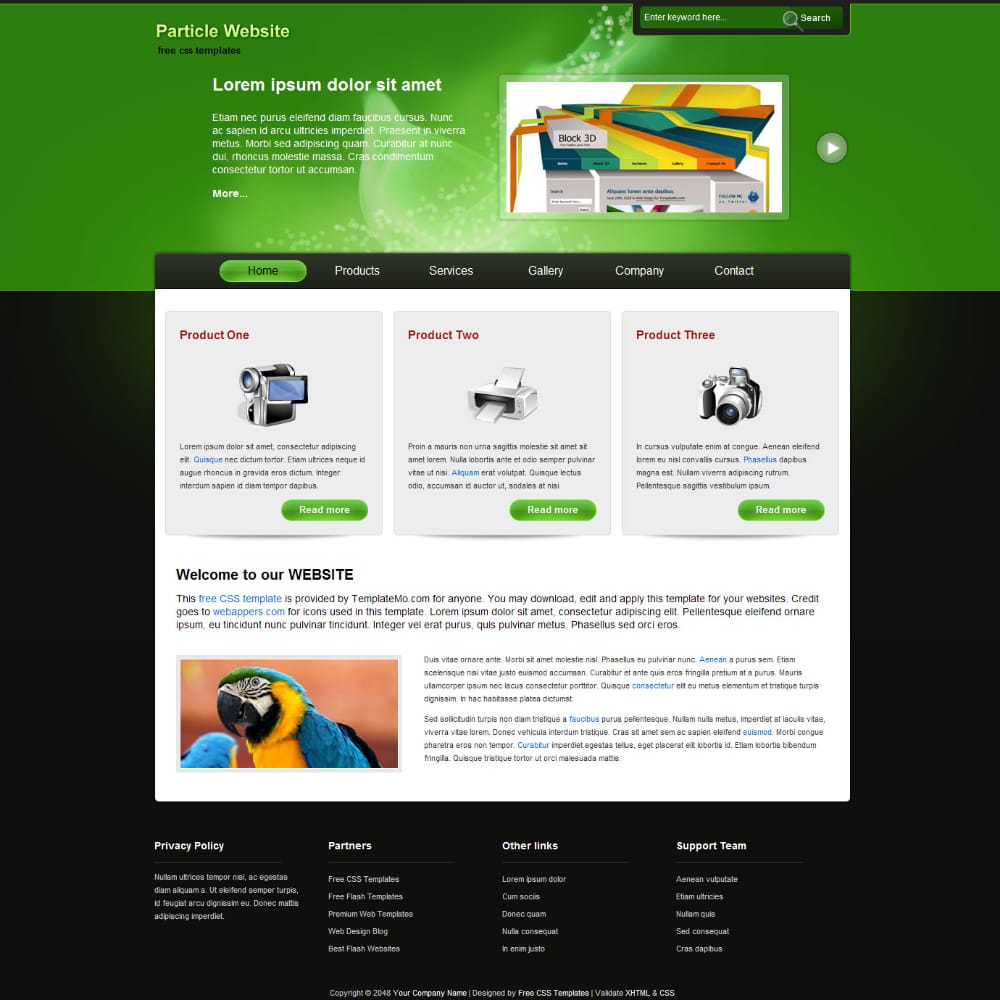 Particle Website
free css templates
Enter keyword here...
Search
Lorem ipsum dolor sit amet
Etiam nec purus eleifend diam faucibus cursus. Nunc
ac sapien id arcu ultricies imperdiet. Praesent in viverra
metus. Morbi sed adipiscing quam. Curabitur at nunc
dui, rhoncus molestie massa. Cras condimentum
consectetur tortor ut accumsan.
More...
Block 3D
Home
About 3D
Archives
Gallery
Contact Us
Search
Aliquam lorem ante dapibus
FOLLOW ME
on Twitter
Home
Products
Services
Gallery
Company
Contact
Product One
Lorem ipsum dolor sit amet, consectetur adipiscing
elit. Quisque nec dictum tortor. Etiam ultrices neque id
augue rhoncus in gravida eros dictum. Integer
interdum sapien id diam tempor dapibus.
Read more
Product Two
Proin a mauris non urna sagittis molestie sit amet sit
amet lorem. Nulla lobortis ante et odio semper pulvinar
vitae ut nisi. Aliquam erat volutpat. Quisque lectus
odio, accumsan id auctor ut, sodales at nisi.
Read more
Product Three
In cursus vulputate enim at congue. Aenean eleifend
lorem eu nisl convallis cursus. Phasellus dapibus
magna est. Nullam viverra adipiscing rutrum.
Pellentesque sagittis vestibulum ipsum.
Read more
Welcome to our WEBSITE
This free CSS template is provided by TemplateMo.com for anyone. You may download, edit and apply this template for your websites. Credit
goes to webappers.com for icons used in this template. Lorem ipsum dolor sit amet, consectetur adipiscing elit. Pellentesque eleifend ornare
ipsum, eu tincidunt nunc pulvinar tincidunt. Integer vel erat purus, quis pulvinar metus. Phasellus sed orci eros.
Duis vitae ornare ante. Morbi sit amet molestie nisl. Phasellus eu pulvinar nunc. Aenean a purus sem. Etiam
scelerisque nisi vitae justo euismod accumsan. Curabitur et ante quis eros fringilla pretium at a purus. Mauris
ullamcorper ipsum nec lacus consectetur porttitor. Quisque consectetur elit eu metus elementum et tristique turpis
dignissim. In hac habitasse platea dictumst.
Sed sollicitudin turpis non diam tristique a faucibus purus pellentesque. Nullam nulla metus, imperdiet at iaculis vitae,
viverra vitae lorem. Donec vehicula interdum tristique. Cras sit amet sem ac sapien eleifend euismod. Morbi congue
pharetra eros non tempor. Curabitur imperdiet egestas tellus, eget placerat elit lobortis id. Etiam lobortis bibendum
fringilla. Quisque tristique tortor ut orci malesuada mattis.
Privacy Policy
Nullam ultrices tempor nisi, ac egestas
diam aliquam a. Ut eleifend semper turpis,
id feugiat arcu dignissim eu. Donec mattis
adipiscing imperdiet.
Partners
Free CSS Templates
Free Flash Templates
Premium Web Templates
Web Design Blog
Best Flash Websites
Other links
Lorem ipsum dolor
Cum sociis
Donec quam
Nulla consequat
In enim justo
Support Team
Aenean vulputate
Etiam ultricies
Nullam quis
Sed consequat
Cras dapibus
Copyright © 2048 Your Company Name | Designed by Free CSS Templates | Validate XHTML & CSS